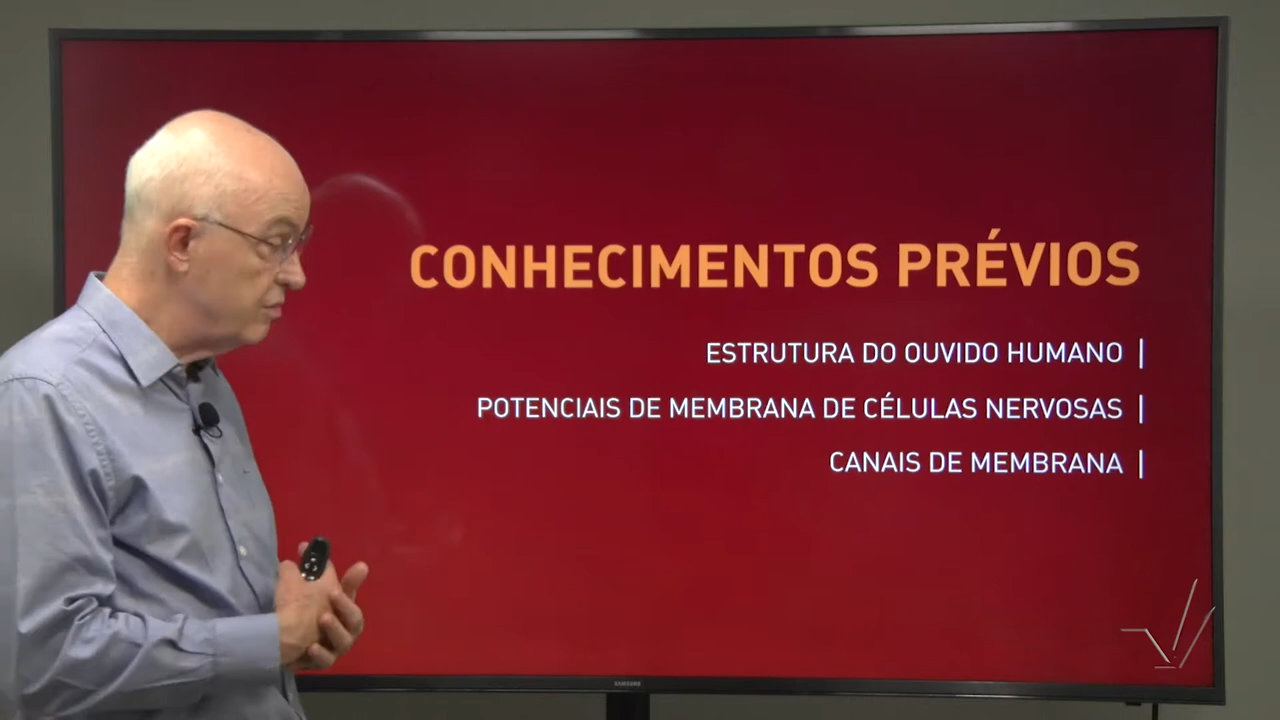 CONHECIMENTOS PRÉVIOS
ESTRUTURA DO OUVIDO HUMANO |
POTENCIAIS DE MEMBRANA DE CÉLULAS NERVOSAS |
CANAIS DE MEMBRANA |
SAMSUNG